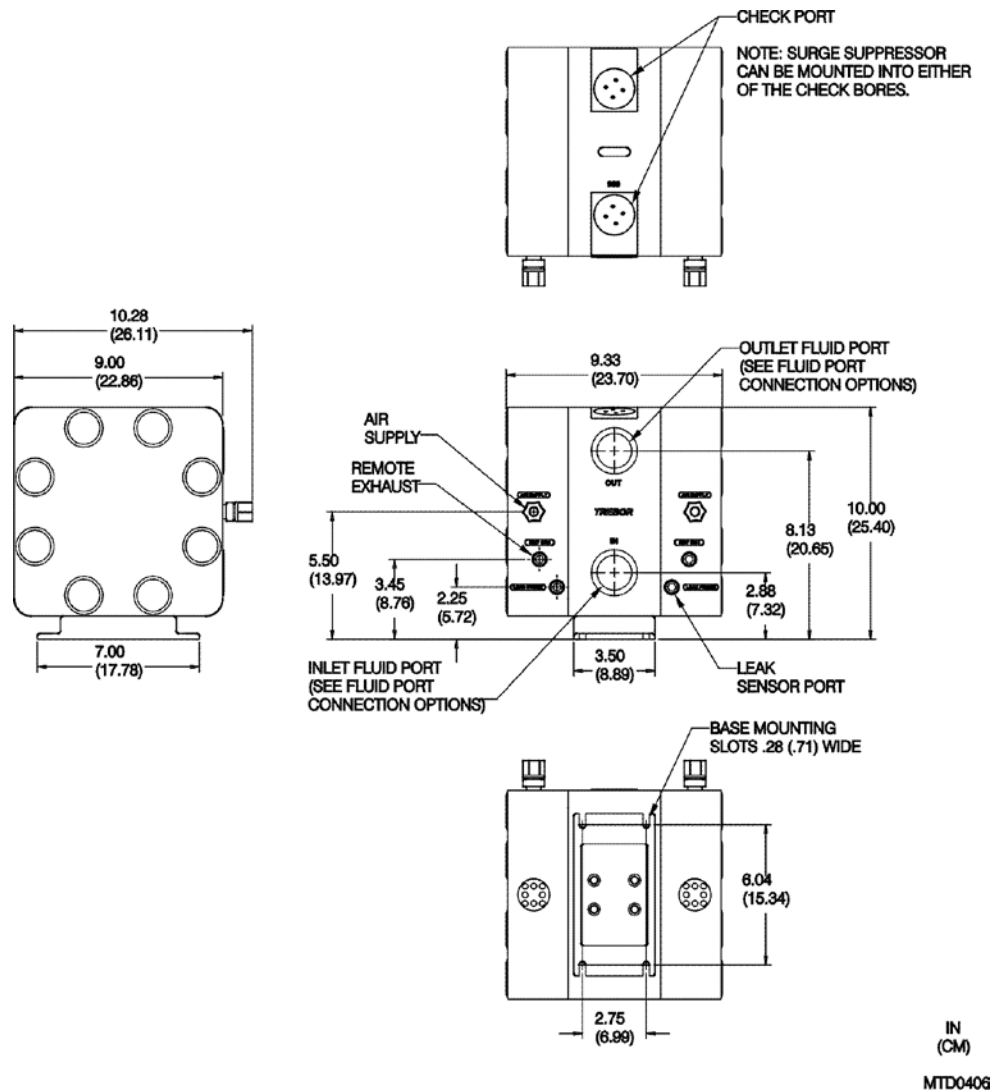 CHECK PORT
NOTE: SURGE SUPPRESSOR
CAN BE MOUNTED INTO EITHER
OF THE CHECK BORES.
10.28
(26.11)
9.00
(22.86)
7.00
(17.78)
9.33
(23.70)
OUTLET FLUID PORT
(SEE FLUID PORT
CONNECTION OPTIONS)
AIR
SUPPLY
REMOTE
EXHAUST
OUT
TREBOR
IN
10.00
(25.40)
8.13
(20.65)
5.50
(13.97)
3.45
(8.76)
2.25
(5.72)
2.88
(7.32)
3.50
(8.89)
INLET FLUID PORT
(SEE FLUID PORT
CONNECTION OPTIONS)
LEAK
SENSOR PORT
BASE MOUNTING
SLOTS .28 (.71) WIDE
6.04
(15.34)
2.75
(6.99)
IN
(CM)
MTD0406